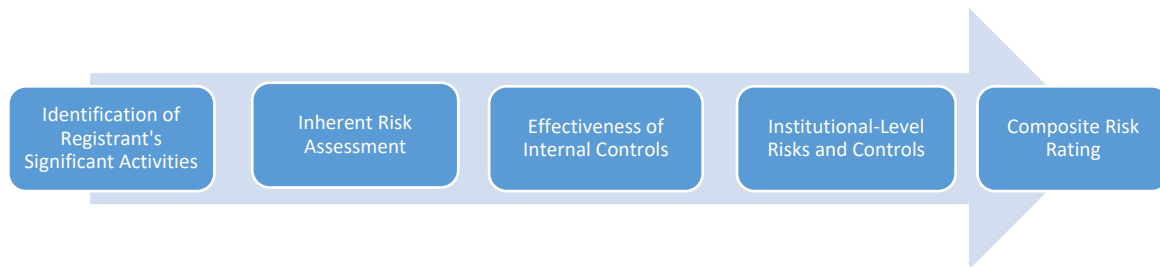 Identification of
Registrant's
Significant Activities
Inherent Risk
Assessment
Effectiveness of
Internal Controls
Institutional-Level
Risks and Controls
Composite Risk
Rating